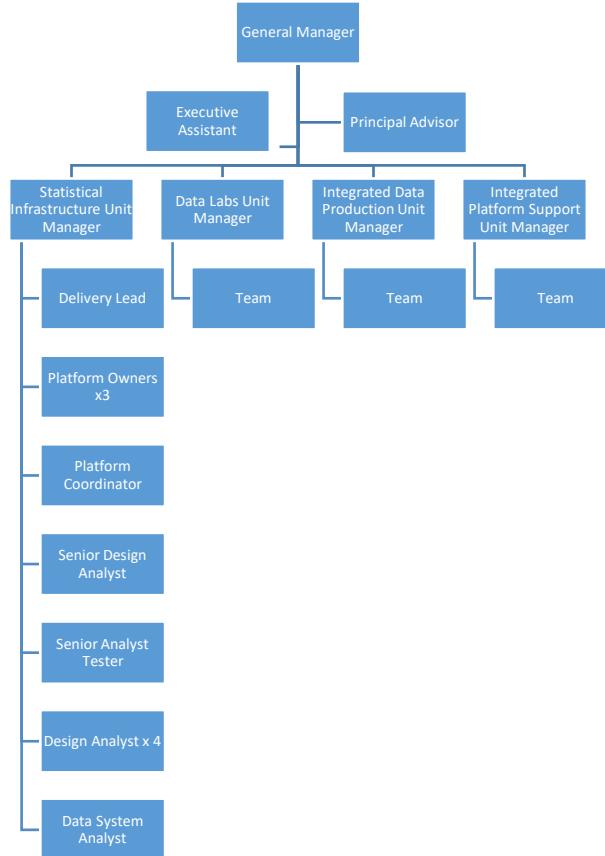 General Manager
Executive
Assistant
Principal Advisor
Statistical
Infrastructure Unit
Manager
Data Labs Unit
Manager
Integrated Data
Production Unit
Manager
Integrated
Platform Support
Unit Manager
Delivery Lead
Team
Team
Team
Platform Owners
x3
Platform
Coordinator
Senior Design
Analyst
Senior Analyst
Tester
Design Analyst x 4
Data System
Analyst